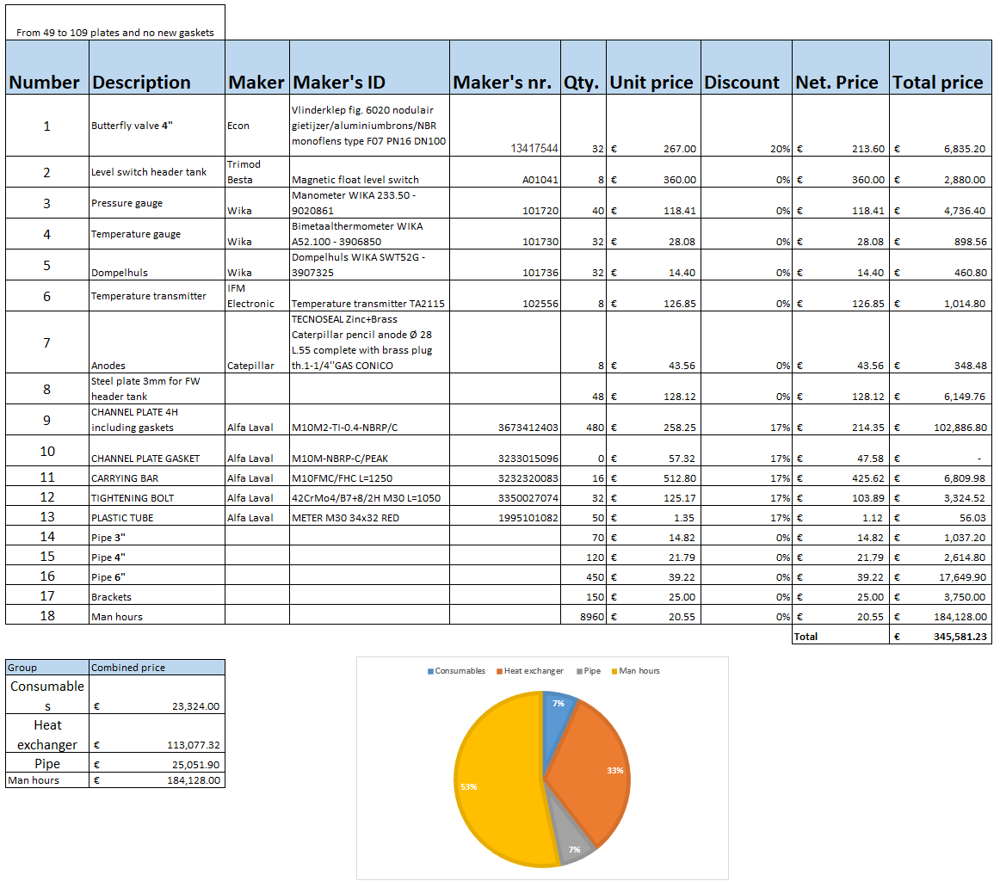 From 49 to 109 plates and no new gaskets
Number Description Maker Maker's ID Maker's nr. Qty. Unit price Discount Net. Price Total price
1 Butterfly valve 4" Econ Vlinderklep fig. 6020 nodulair
gietijzer/aluminiumbrons/NBR
monoflens type F07 PN16 DN100
13417544 32 € 267.00 20% € 213.60 € 6,835.20
2 Level switch header tank Trimod
Besta Magnetic float level switch A01041 8 € 360.00 0% € 360.00 € 2,880.00
3 Pressure gauge Wika Manometer WIKA 233.50 -
9020861 101720 40 € 118.41 0% € 118.41 € 4,736.40
4 Temperature gauge Wika Bimetaalthermometer WIKA
A52.100 - 3906850 101730 32 € 28.08 0% € 28.08 € 898.56
5 Dompelhuls Wika Dompelhuls WIKA SWT52G -
3907325 101736 32 € 14.40 0% € 14.40 € 460.80
6 Temperature transmitter IFM
Electronic Temperature transmitter TA2115 102556 8 € 126.85 0% € 126.85 € 1,014.80
7 Anodes Catepillar TECNOSEAL Zinc+Brass
Caterpillar pencil anode Ø 28
L.55 complete with brass plug
th.1-1/4''GAS CONICO 8 € 43.56 0% € 43.56 € 348.48
8 Steel plate 3mm for FW
header tank 48 € 128.12 0% € 128.12 € 6,149.76
9 CHANNEL PLATE 4H
including gaskets Alfa Laval M10M2-TI-0.4-NBRP/C 3673412403 480 € 258.25 17% € 214.35 € 102,886.80
10 CHANNEL PLATE GASKET Alfa Laval M10M-NBRP-C/PEAK 3233015096 0 € 57.32 17% € 47.58 € -
11 CARRYING BAR Alfa Laval M10FMC/FHC L=1250 3232320083 16 € 512.80 17% € 425.62 € 6,809.98
12 TIGHTENING BOLT Alfa Laval 42CrMo4/B7+8/2H M30 L=1050 3350027074 32 € 125.17 17% € 103.89 € 3,324.52
13 PLASTIC TUBE Alfa Laval METER M30 34x32 RED 1995101082 50 € 1.35 17% € 1.12 € 56.03
14 Pipe 3" 70 € 14.82 0% € 14.82 € 1,037.20
15 Pipe 4" 120 € 21.79 0% € 21.79 € 2,614.80
16 Pipe 6" 450 € 39.22 0% € 39.22 € 17,649.90
17 Brackets 150 € 25.00 0% € 25.00 € 3,750.00
18 Man hours 8960 € 20.55 0% € 20.55 € 184,128.00
Total € 345,581.23
Group Combined price
Consumable
s € 23,324.00
Heat
exchanger € 113,077.32
Pipe € 25,051.90
Man hours € 184,128.00
Consumables Heat exchanger Pipe Man hours
7%
33%
53%
7%